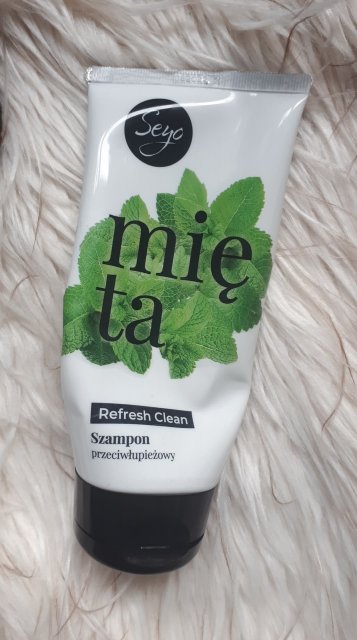 Seyo
mię
ta
Refresh Clean
Szampon
przeciwłupieżowy